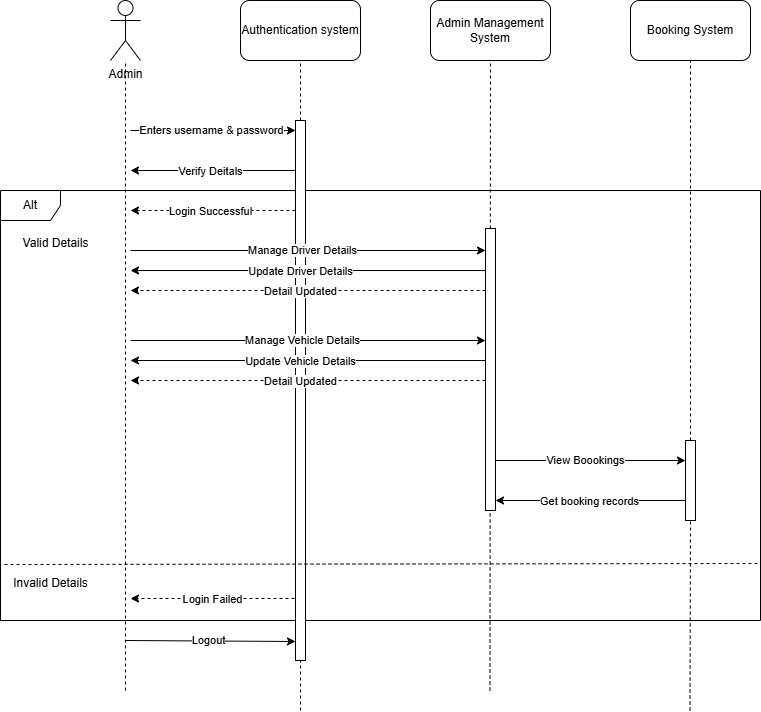 Admin
Authentication system
Admin Management
System
Booking System
Enters username & password
Verify Deitals
Alt
Login Successful
Valid Details
Manage Driver Details
Update Driver Details
Detail Updated
Manage Vehicle Details
Update Vehicle Details
Detail Updated
View Boookings
Get booking records
Invalid Details
Login Failed
Logout